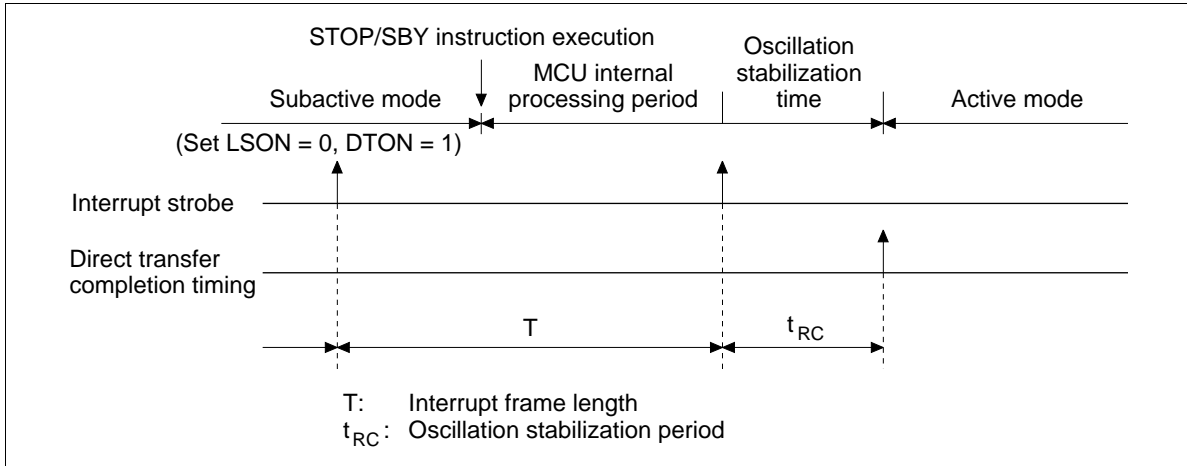 STOP/SBY instruction execution
Oscillation
stabilization
time
MCU internal
processing period
Subactive mode
Active mode
(Set LSON = 0, DTON = 1)
Interrupt strobe
Direct transfer
completion timing
T
tRC
T: Interrupt frame length
tRC: Oscillation stabilization period